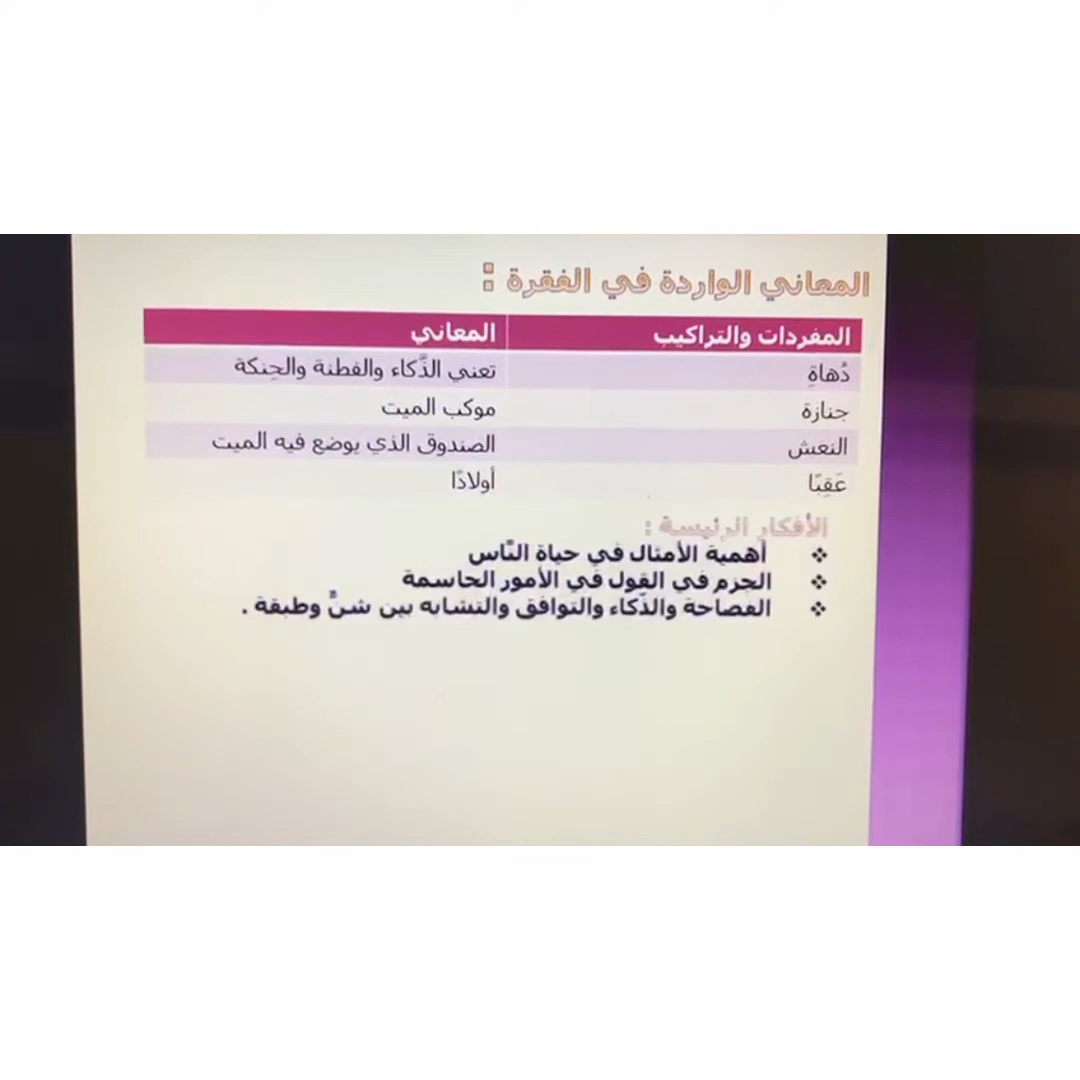 المعاني الواردة في الفقرة :
المفردات والتراكيب المعاني
دُهاةِ تعني الذَّكاء والفطنة والحِنكة
جنازة موكب الميت
النعش الصندوق الذي يوضع فيه الميت
عَقِبًا أولادًا
الأفكار الرئيسة :
❖ أهمية الأمثال في حياة النَّاس
❖ الجزم في القول في الأمور الحاسمة
❖ الفصاحة والذَّكاء والتوافق والتشابه بين شنٍّ وطبقة .